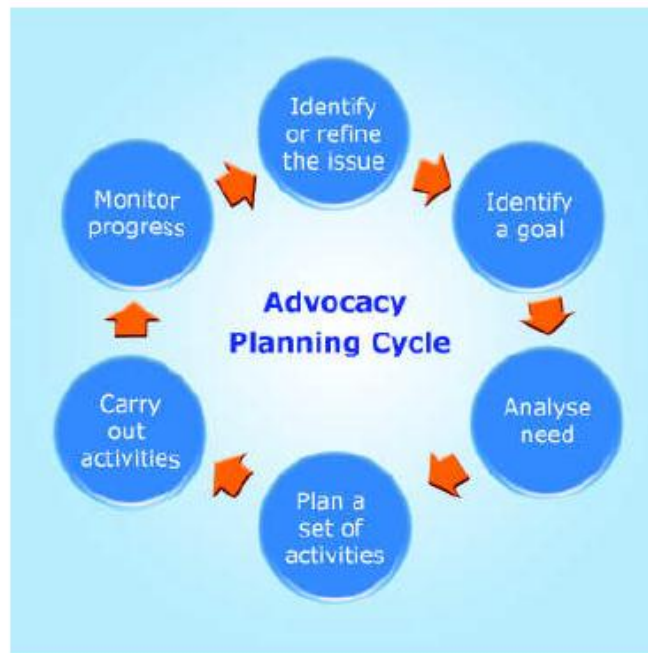 Identify
or refine
the issue
Identify
a goal
Analyse
need
Plan a
set of
activities
Carry
out
activities
Monitor
progress
Advocacy
Planning Cycle